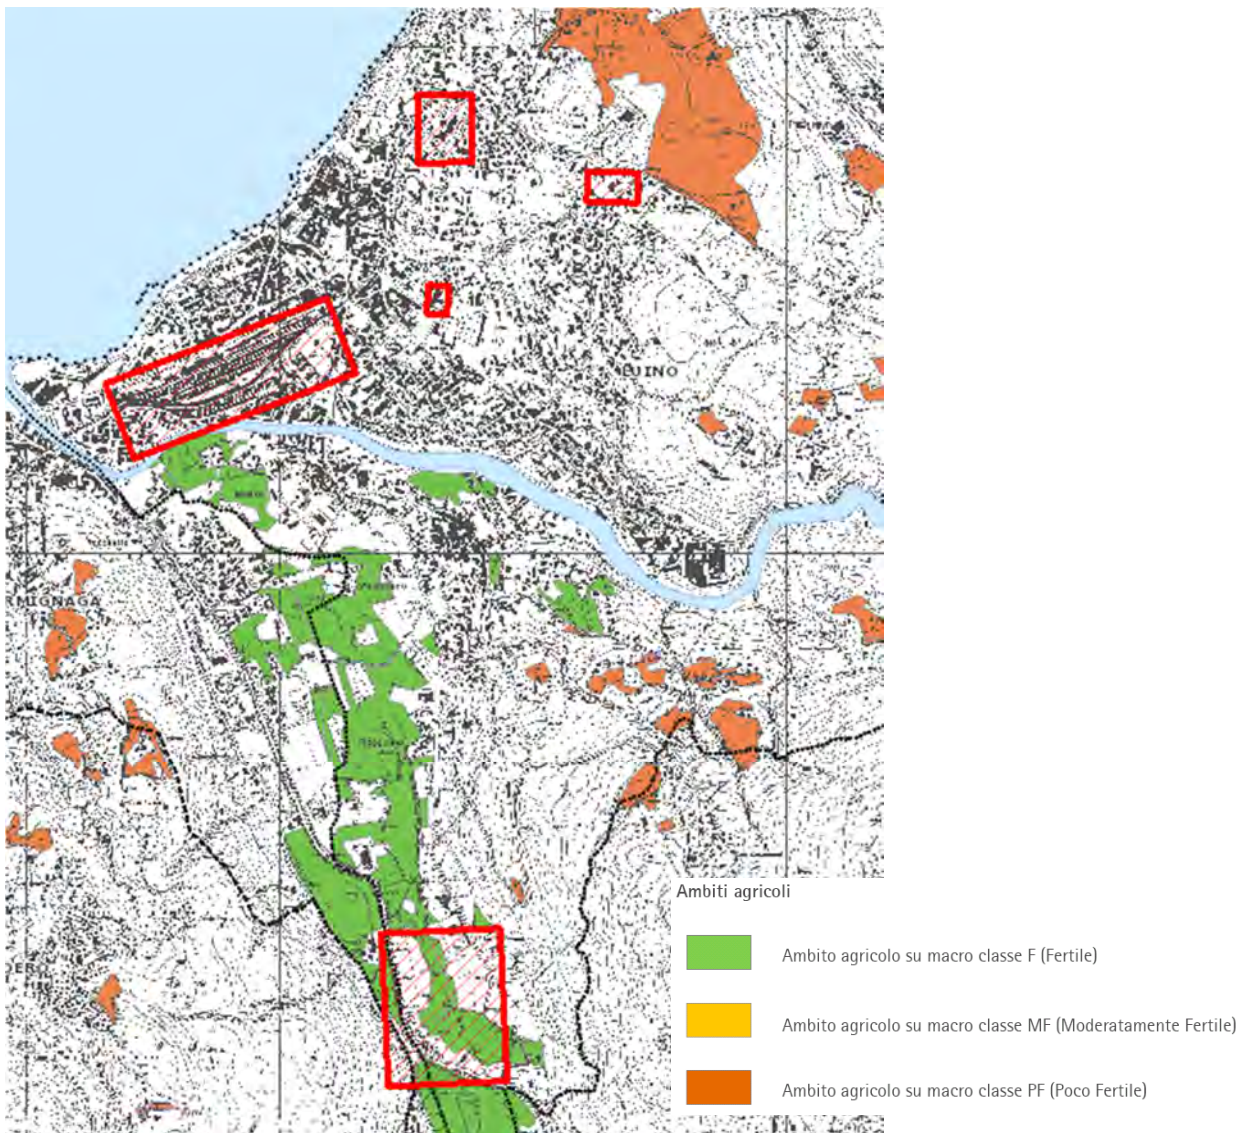 LUINO
Ambiti agricoli
Ambito agricolo su macro classe F (Fertile)
Ambito agricolo su macro classe MF (Moderatamente Fertile)
Ambito agricolo su macro classe PF (Poco Fertile)